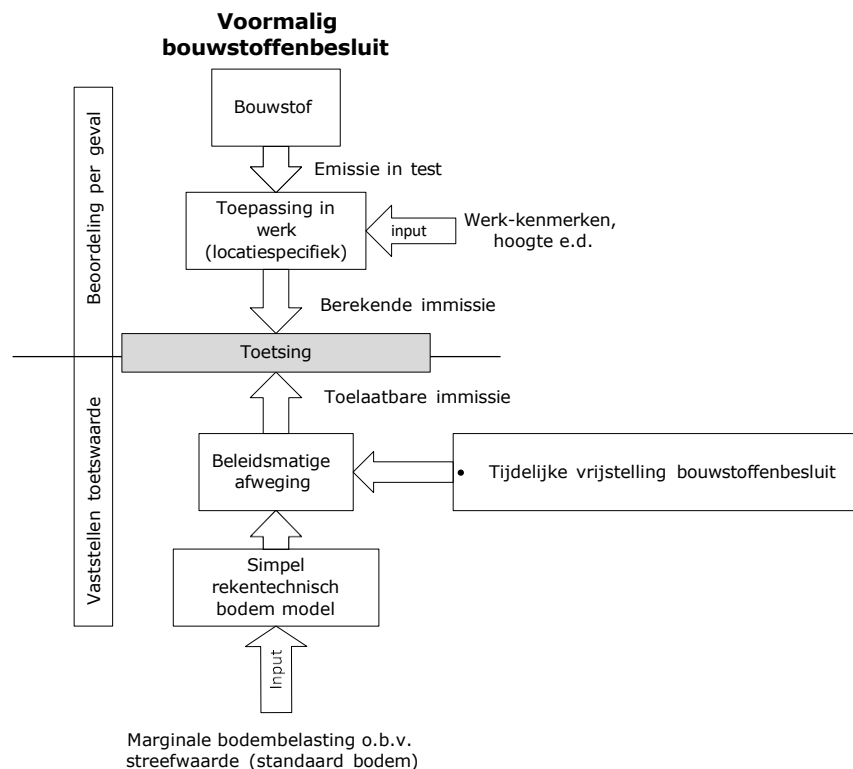 Voormalig
bouwstoffenbesluit
Bouwstof
Emissie in test
Toepassing in
werk
(locatiespecifiek)
input
Werk-kenmerken,
hoogte e.d.
Berekende immissie
Beoordeling per geval
Toetsing
Toelaatbare immissie
Vaststellen toetswaarde
Beleidsmatige
afweging
• Tijdelijke vrijstelling bouwstoffenbesluit
Simpel
rekentechnisch
bodem model
Input
Marginale bodembelasting o.b.v.
streefwaarde (standaard bodem)